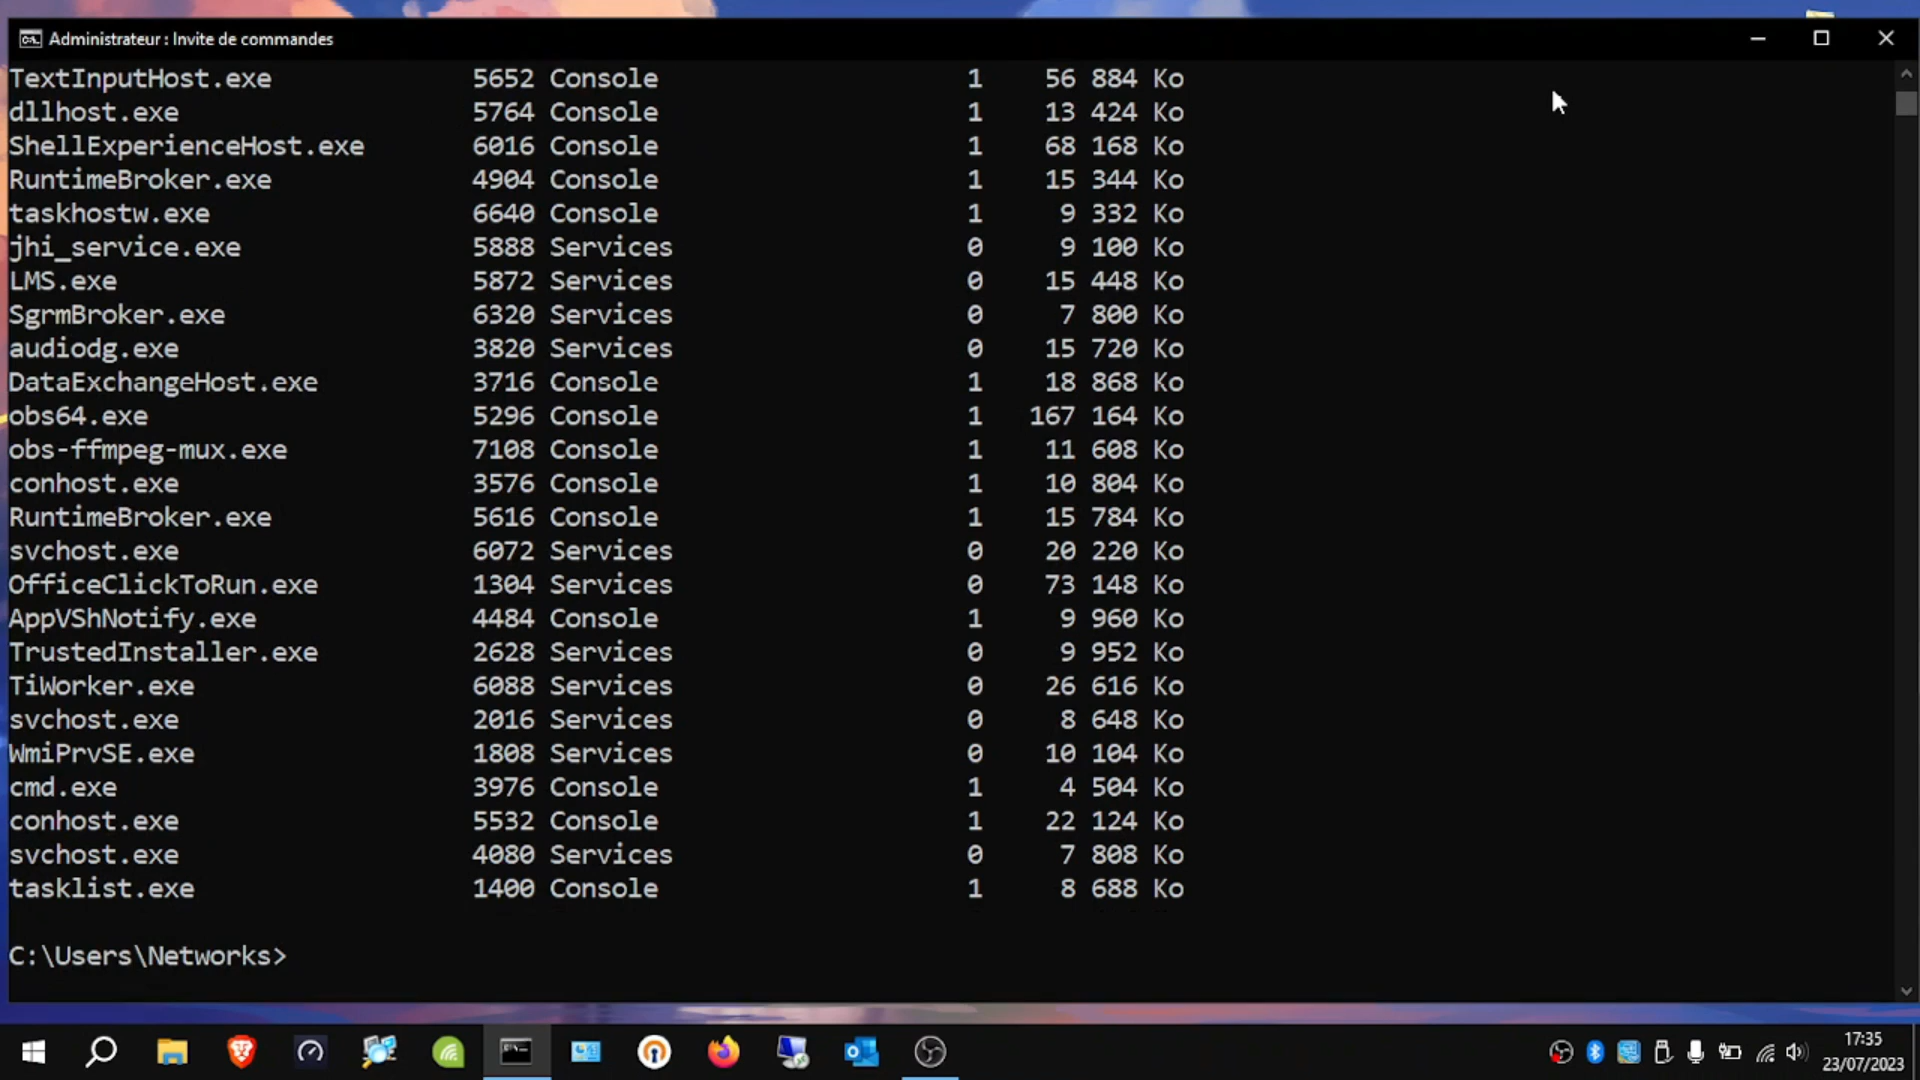 Administrateur : Invite de commandes
TextInputHost.exe 5652 Console 1 56 884 Ko
dllhost.exe 5764 Console 1 13 424 Ko
ShellExperienceHost.exe 6016 Console 1 68 168 Ko
RuntimeBroker.exe 4904 Console 1 15 344 Ko
taskhostw.exe 6640 Console 1 9 332 Ko
jhi_service.exe 5888 Services 0 9 100 Ko
LMS.exe 5872 Services 0 15 448 Ko
SgrmBroker.exe 6320 Services 0 7 800 Ko
audiodg.exe 3820 Services 0 15 720 Ko
DataExchangeHost.exe 3716 Console 1 18 868 Ko
obs64.exe 5296 Console 1 167 164 Ko
obs-ffmpeg-mux.exe 7108 Console 1 11 608 Ko
conhost.exe 3576 Console 1 10 804 Ko
RuntimeBroker.exe 5616 Console 1 15 784 Ko
svchost.exe 6072 Services 0 20 220 Ko
OfficeClickToRun.exe 1304 Services 0 73 148 Ko
AppVShNotify.exe 4484 Console 1 9 960 Ko
TrustedInstaller.exe 2628 Services 0 9 952 Ko
TiWorker.exe 6088 Services 0 26 616 Ko
svchost.exe 2016 Services 0 8 648 Ko
WmiPrvSE.exe 1808 Services 0 10 104 Ko
cmd.exe 3976 Console 1 4 504 Ko
conhost.exe 5532 Console 1 22 124 Ko
svchost.exe 4080 Services 0 7 808 Ko
tasklist.exe 1400 Console 1 8 688 Ko
C:\Users\Networks>
17:35
23/07/2023